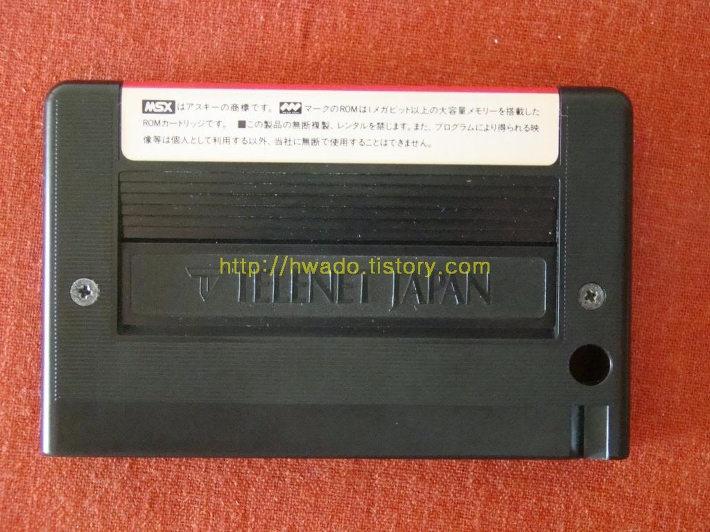 MSXはアスキーの商標です。 マークのROMは1メガビット以上の大容量メモリーを搭載した
ROMカートリッジです。 ■この製品の無断複製、レンタルを禁じます。また、プログラムにより得られる映
像等は個人として利用する以外、当社に無断で使用することはできません。
http://hwado.tistory.com
TELENET JAPAN